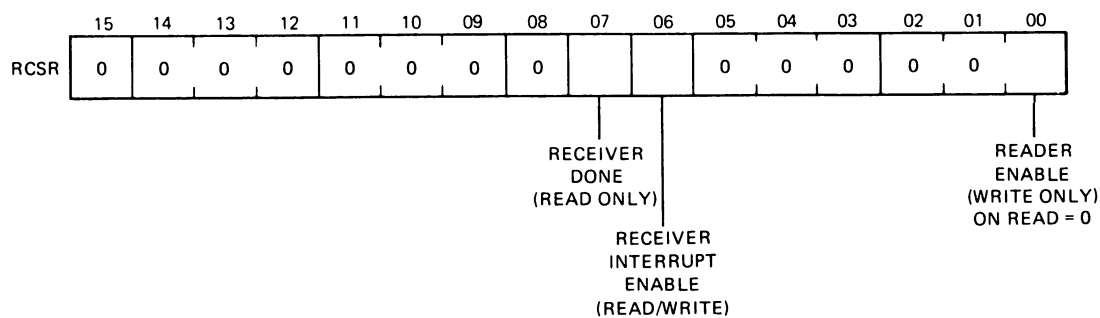 15 14 13 12 11 10 09 08 07 06 05 04 03 02 01 00
RCSR 0 0 0 0 0 0 0 0 0 0 0 0 0
RECEIVER
DONE
(READ ONLY)
RECEIVER
INTERRUPT
ENABLE
(READ/WRITE)
READER
ENABLE
(WRITE ONLY)
ON READ = 0